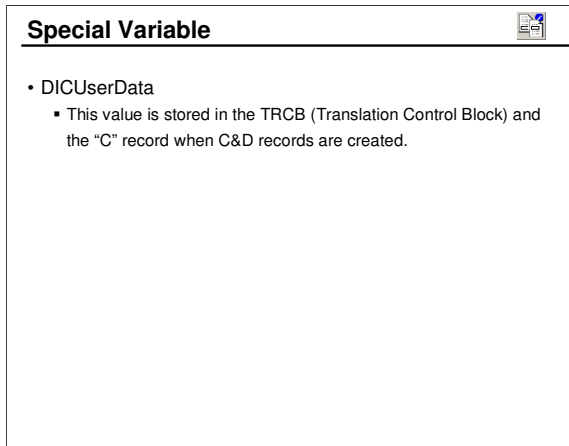 Special Variable
• DICUserData
▪ This value is stored in the TRCB (Translation Control Block) and
the “C” record when C&D records are created.